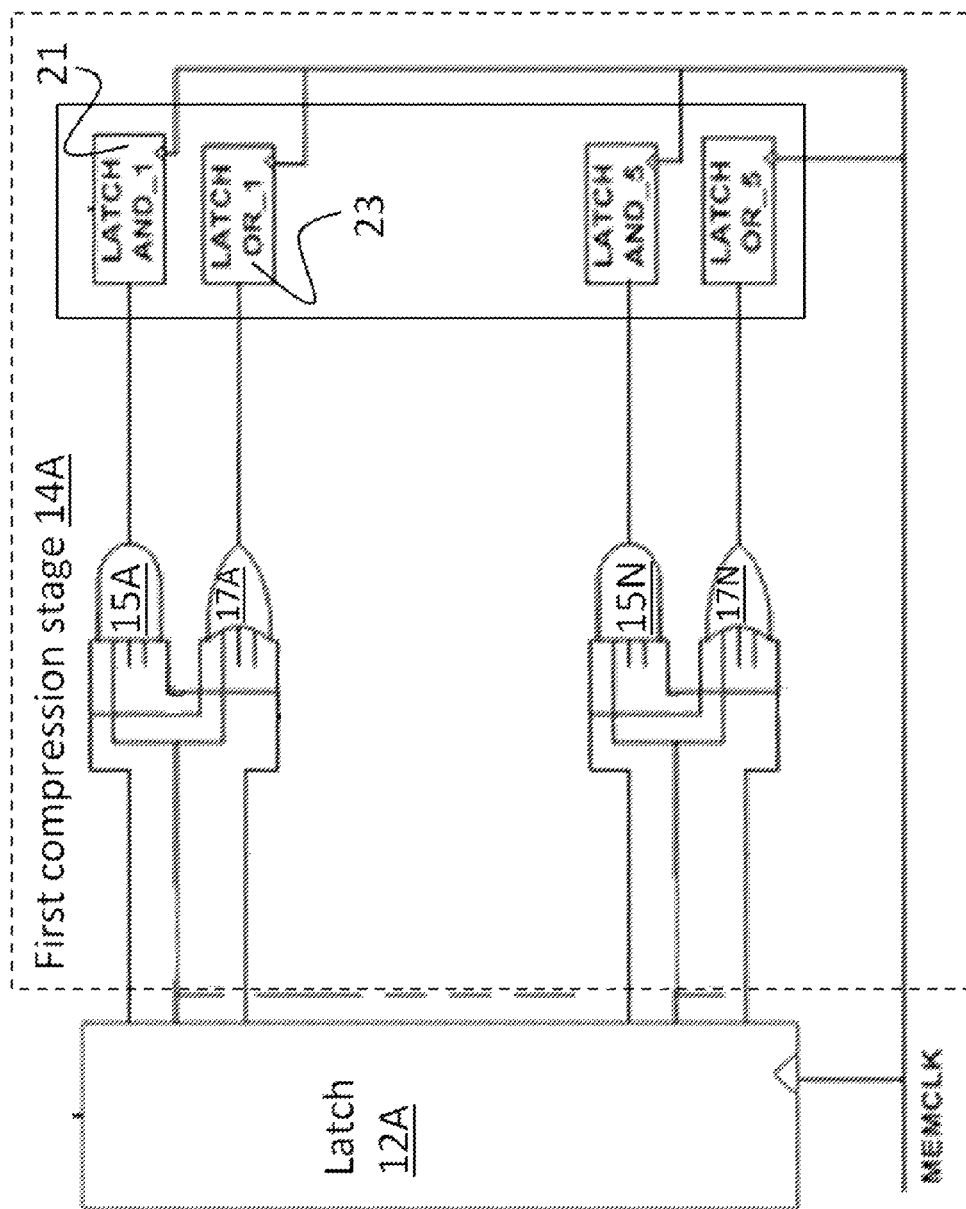 First compression stage 14A
21
LATCH
AND_1
15A
LATCH
OR_1
17A
23
LATCH
AND_5
15N
LATCH
OR_5
17N
Latch
12A
MEMCLK